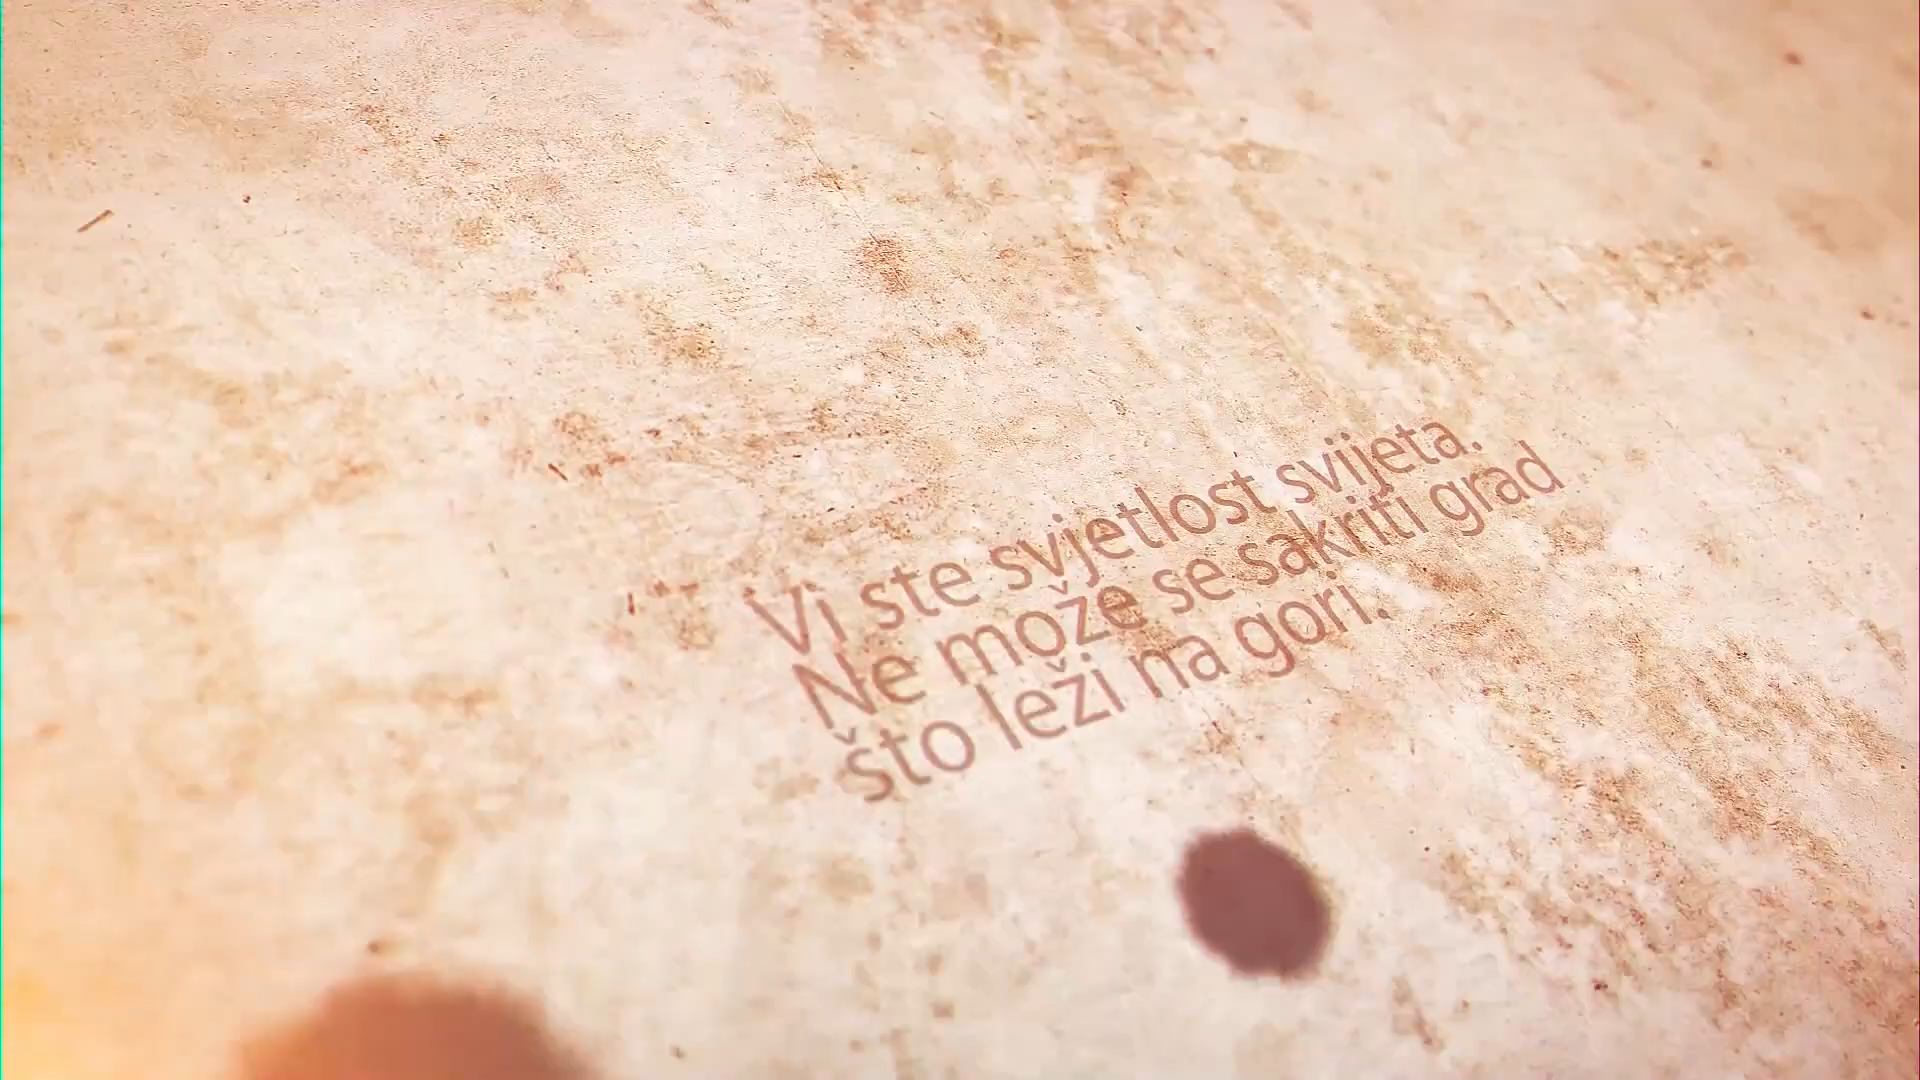 Vi ste svjetlost svijeta.
Ne može se sakriti grad
što leži na gori.